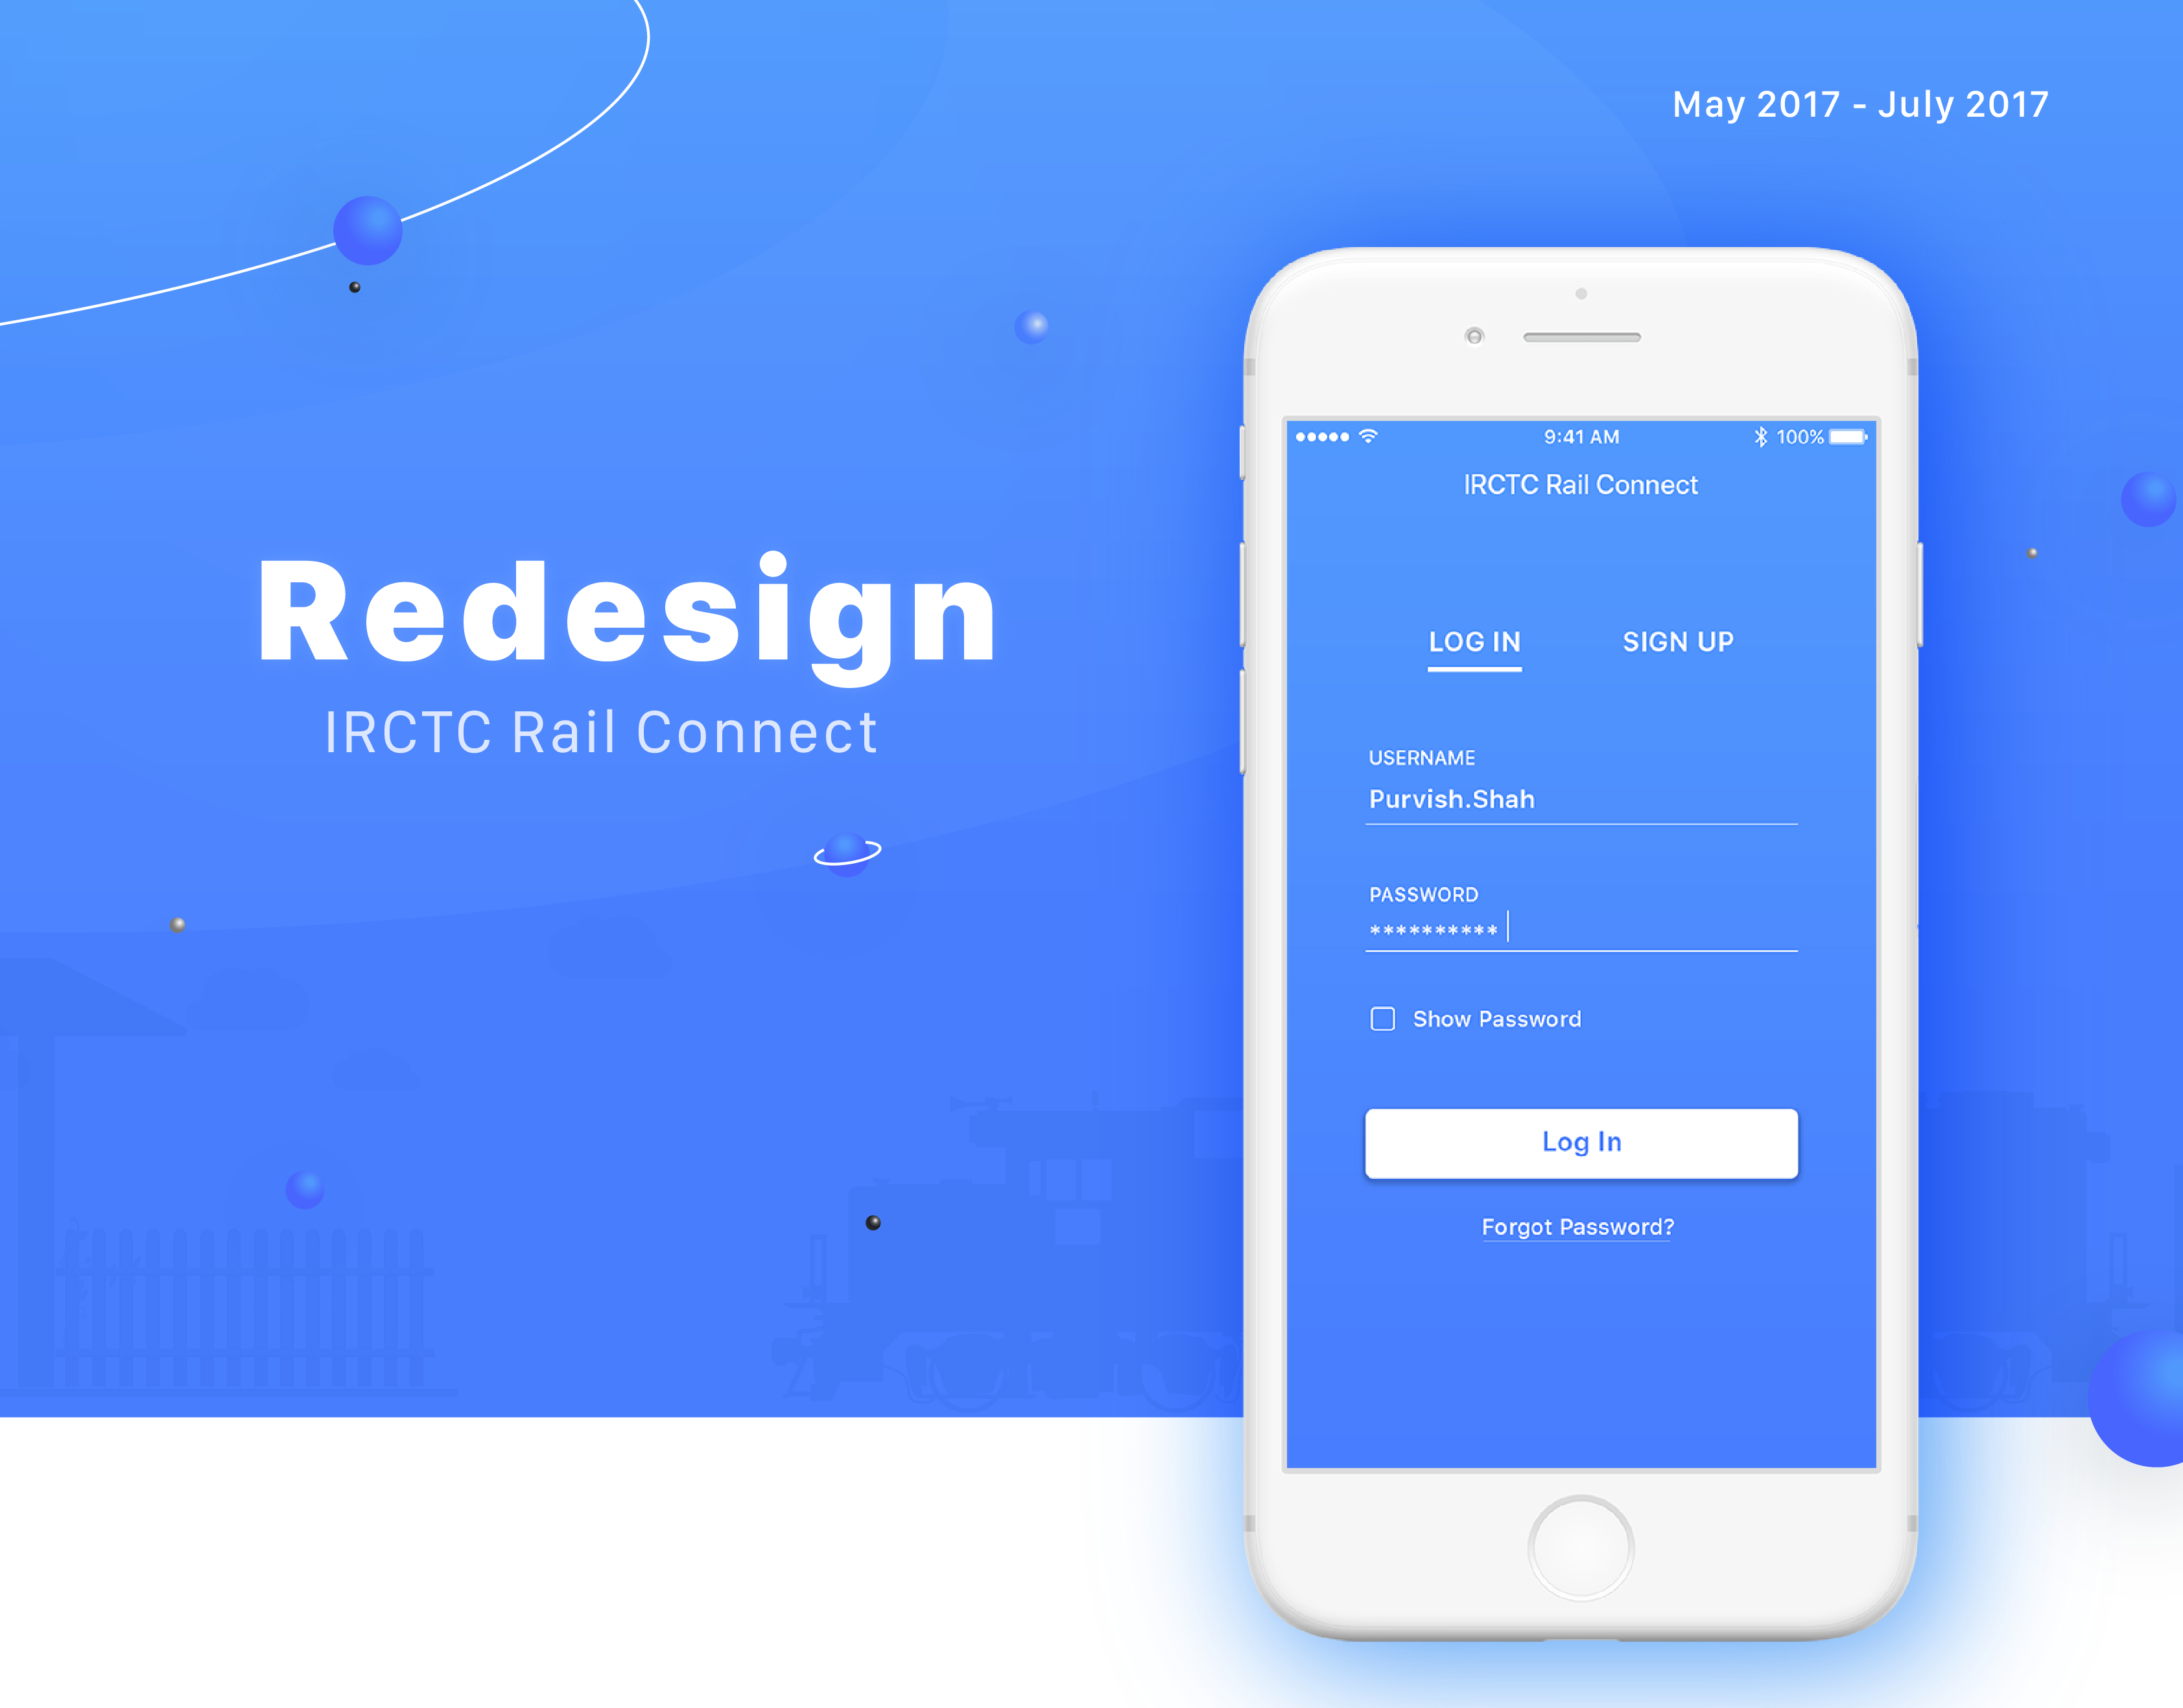 May 2017 - July 2017
Redesign
IRCTC Rail Connect
9:41 AM 100%
IRCTC Rail Connect
LOG IN SIGN UP
USERNAME
Purvish.Shah
PASSWORD
**********
Show Password
Log In
Forgot Password?